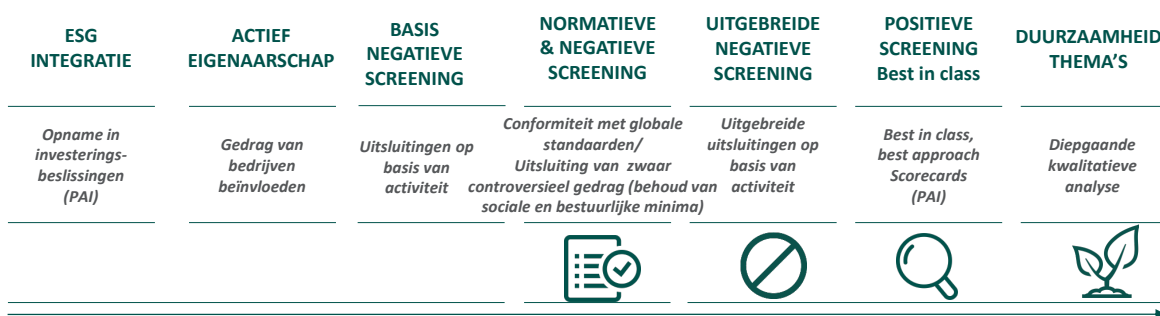 ESG
INTEGRATIE
ACTIEF
EIGENAARSCHAP
BASIS
NEGATIEVE
SCREENING
NORMATIEVE
& NEGATIEVE
SCREENING
UITGEBREIDE
NEGATIEVE
SCREENING
POSITIEVE
SCREENING
Best in class
DUURZAAMHEID
THEMA'S
Opname in
investerings-
beslissingen
(PAI)
Gedrag van
bedrijven
beïnvloeden
Uitsluitingen op
basis van
activiteit
Conformiteit met globale
standaarden/
Uitsluiting van zwaar
controversieel gedrag (behoud van
sociale en bestuurlijke minima)
Uitgebreide
uitsluitingen op
basis van
activiteit
Best in class,
best approach
Scorecards
(PAI)
Diepgaande
kwalitatieve
analyse